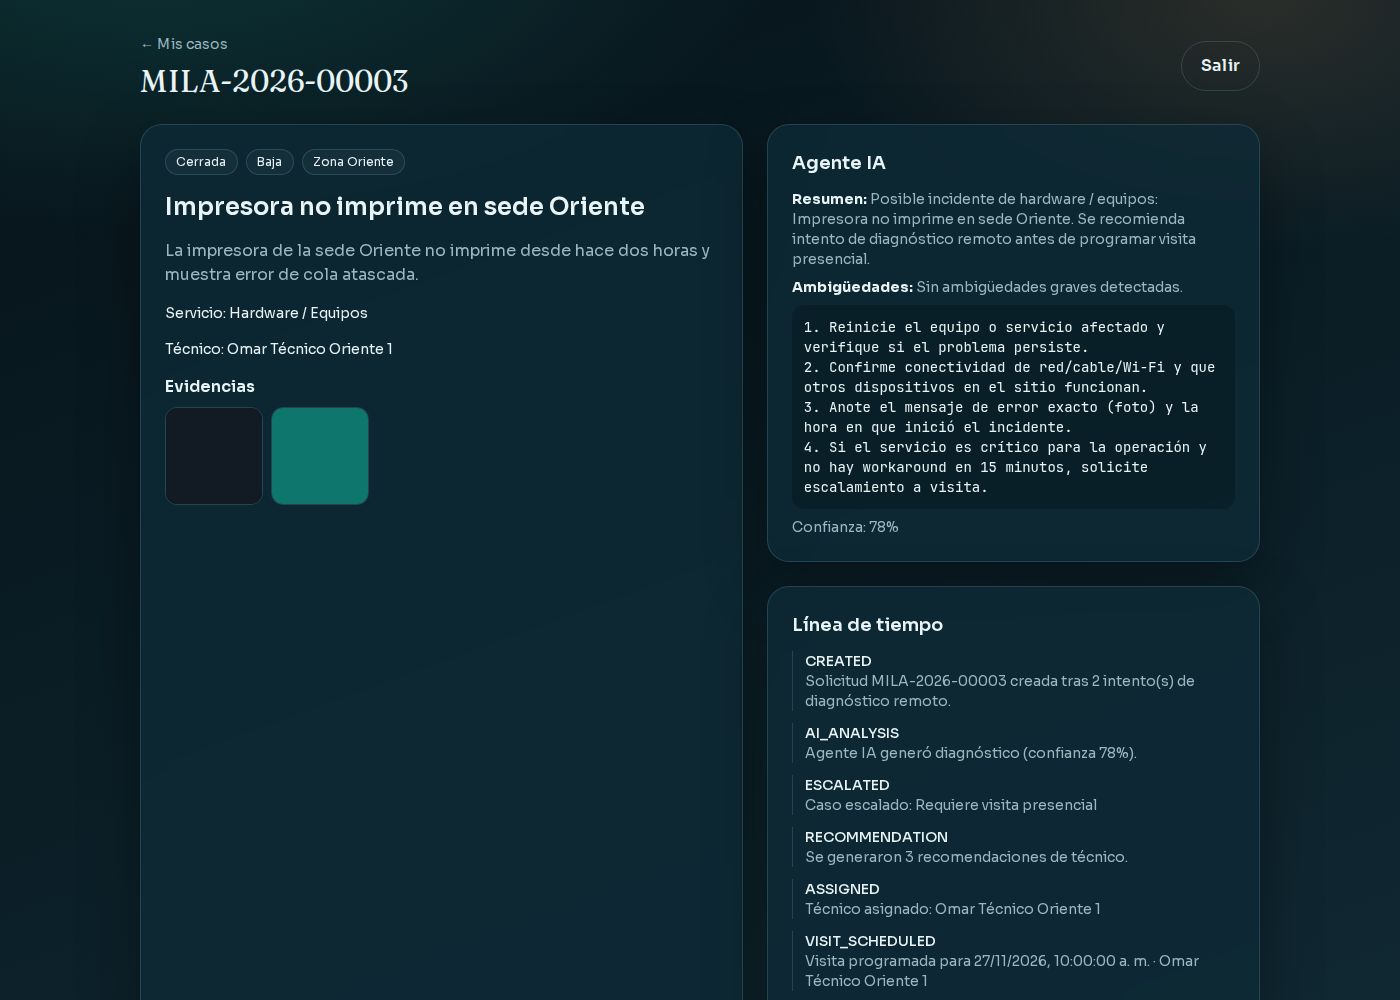 ← Mis casos
MILA-2026-00003
Salir
Cerrada
Baja
Zona Oriente
Impresora no imprime en sede Oriente
La impresora de la sede Oriente no imprime desde hace dos horas y
muestra error de cola atascada.
Servicio: Hardware / Equipos
Técnico: Omar Técnico Oriente 1
Evidencias
Agente IA
Resumen: Posible incidente de hardware / equipos:
Impresora no imprime en sede Oriente. Se recomienda
intento de diagnóstico remoto antes de programar visita
presencial.
Ambigüedades: Sin ambigüedades graves detectadas.
1. Reinicie el equipo o servicio afectado y
verifique si el problema persiste.
2. Confirme conectividad de red/cable/Wi-Fi y que
otros dispositivos en el sitio funcionan.
3. Anote el mensaje de error exacto (foto) y la
hora en que inició el incidente.
4. Si el servicio es crítico para la operación y
no hay workaround en 15 minutos, solicite
escalamiento a visita.
Confianza: 78%
Línea de tiempo
CREATED
Solicitud MILA-2026-00003 creada tras 2 intento(s) de
diagnóstico remoto.
AI_ANALYSIS
Agente IA generó diagnóstico (confianza 78%).
ESCALATED
Caso escalado: Requiere visita presencial
RECOMMENDATION
Se generaron 3 recomendaciones de técnico.
ASSIGNED
Técnico asignado: Omar Técnico Oriente 1
VISIT_SCHEDULED
Visita programada para 27/11/2026, 10:00:00 a. m. · Omar
Técnico Oriente 1